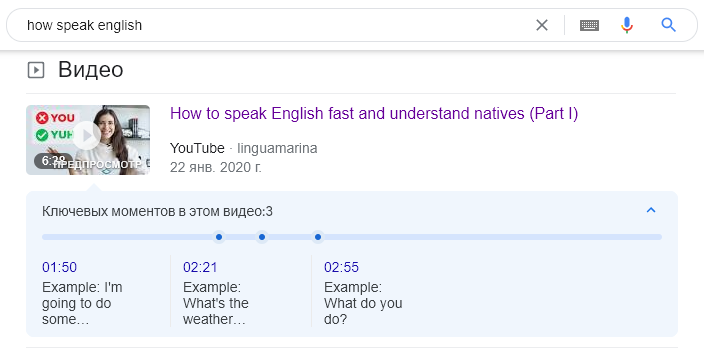 how speak english
Видео
YOU
YUH
6:28
ПРЕДПРОСМОТР
How to speak English fast and understand natives (Part I)
YouTube · linguamarina
22 янв. 2020 г.
Ключевых моментов в этом видео:3
01:50 02:21 02:55
Example: I'm Example: Example:
going to do What's the What do you
some… weather… do?